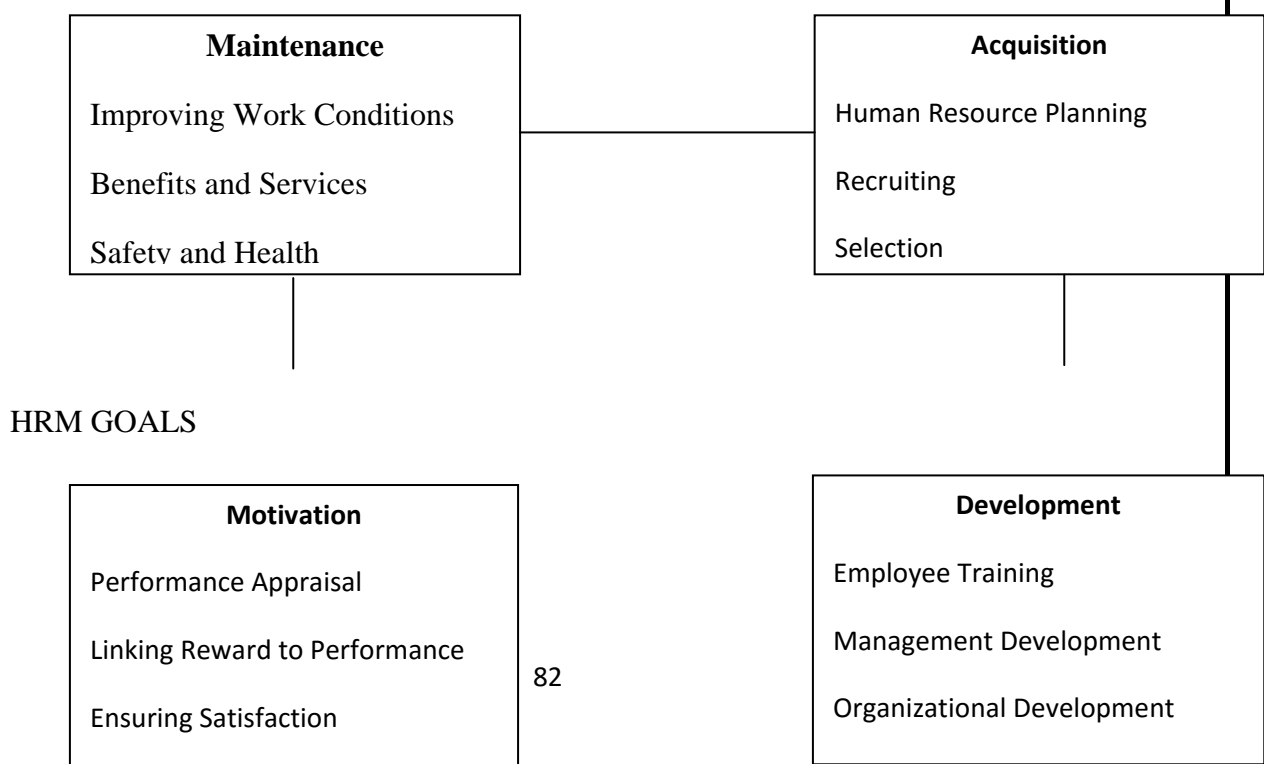 Maintenance
Improving Work Conditions
Benefits and Services
Safety and Health
Acquisition
Human Resource Planning
Recruiting
Selection
HRM GOALS
Motivation
Performance Appraisal
Linking Reward to Performance
Ensuring Satisfaction
82
Development
Employee Training
Management Development
Organizational Development